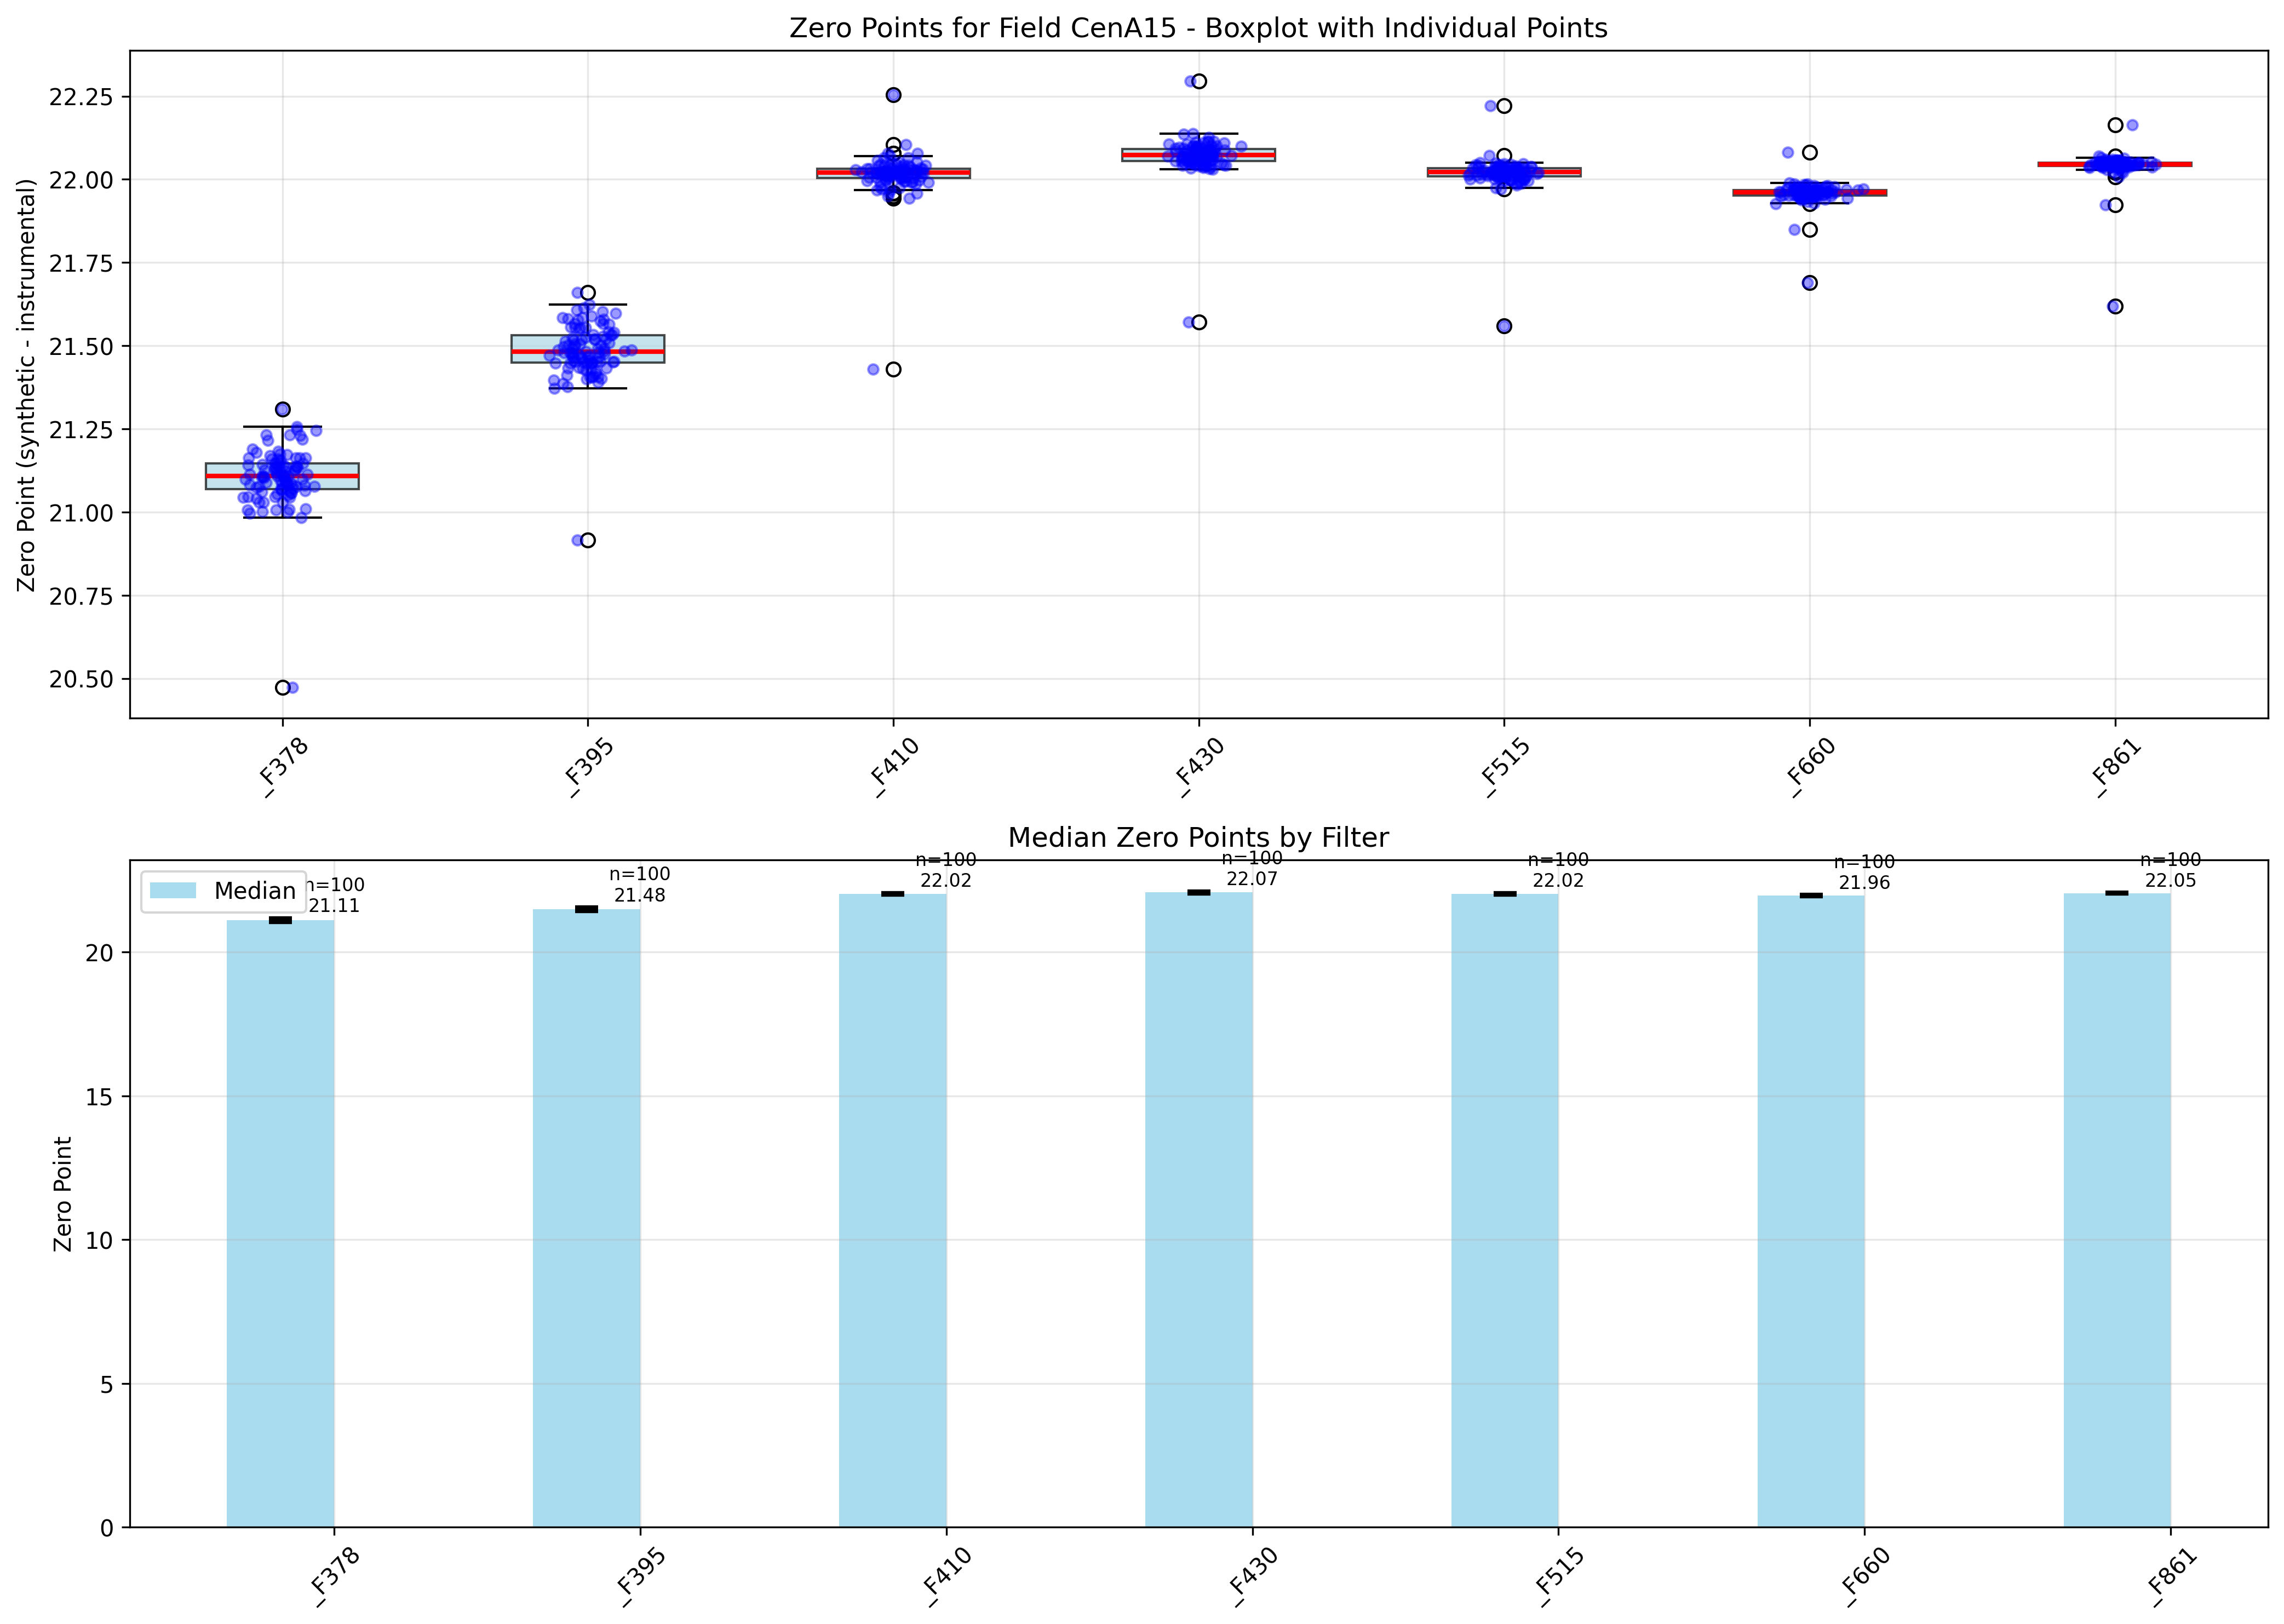 Zero Points for Field CenA15 - Boxplot with Individual Points
Zero Point (synthetic - instrumental)
22.25
22.00
21.75
21.50
21.25
21.00
20.75
20.50
_F378
_F395
_F410
_F430
_F515
_F660
_F861
Median Zero Points by Filter
Zero Point
20
15
10
5
0
Median
n=100
21.11
n=100
21.48
n=100
22.02
n=100
22.07
n=100
22.02
n=100
21.96
n=100
22.05
_F378
_F395
_F410
_F430
_F515
_F660
_F861